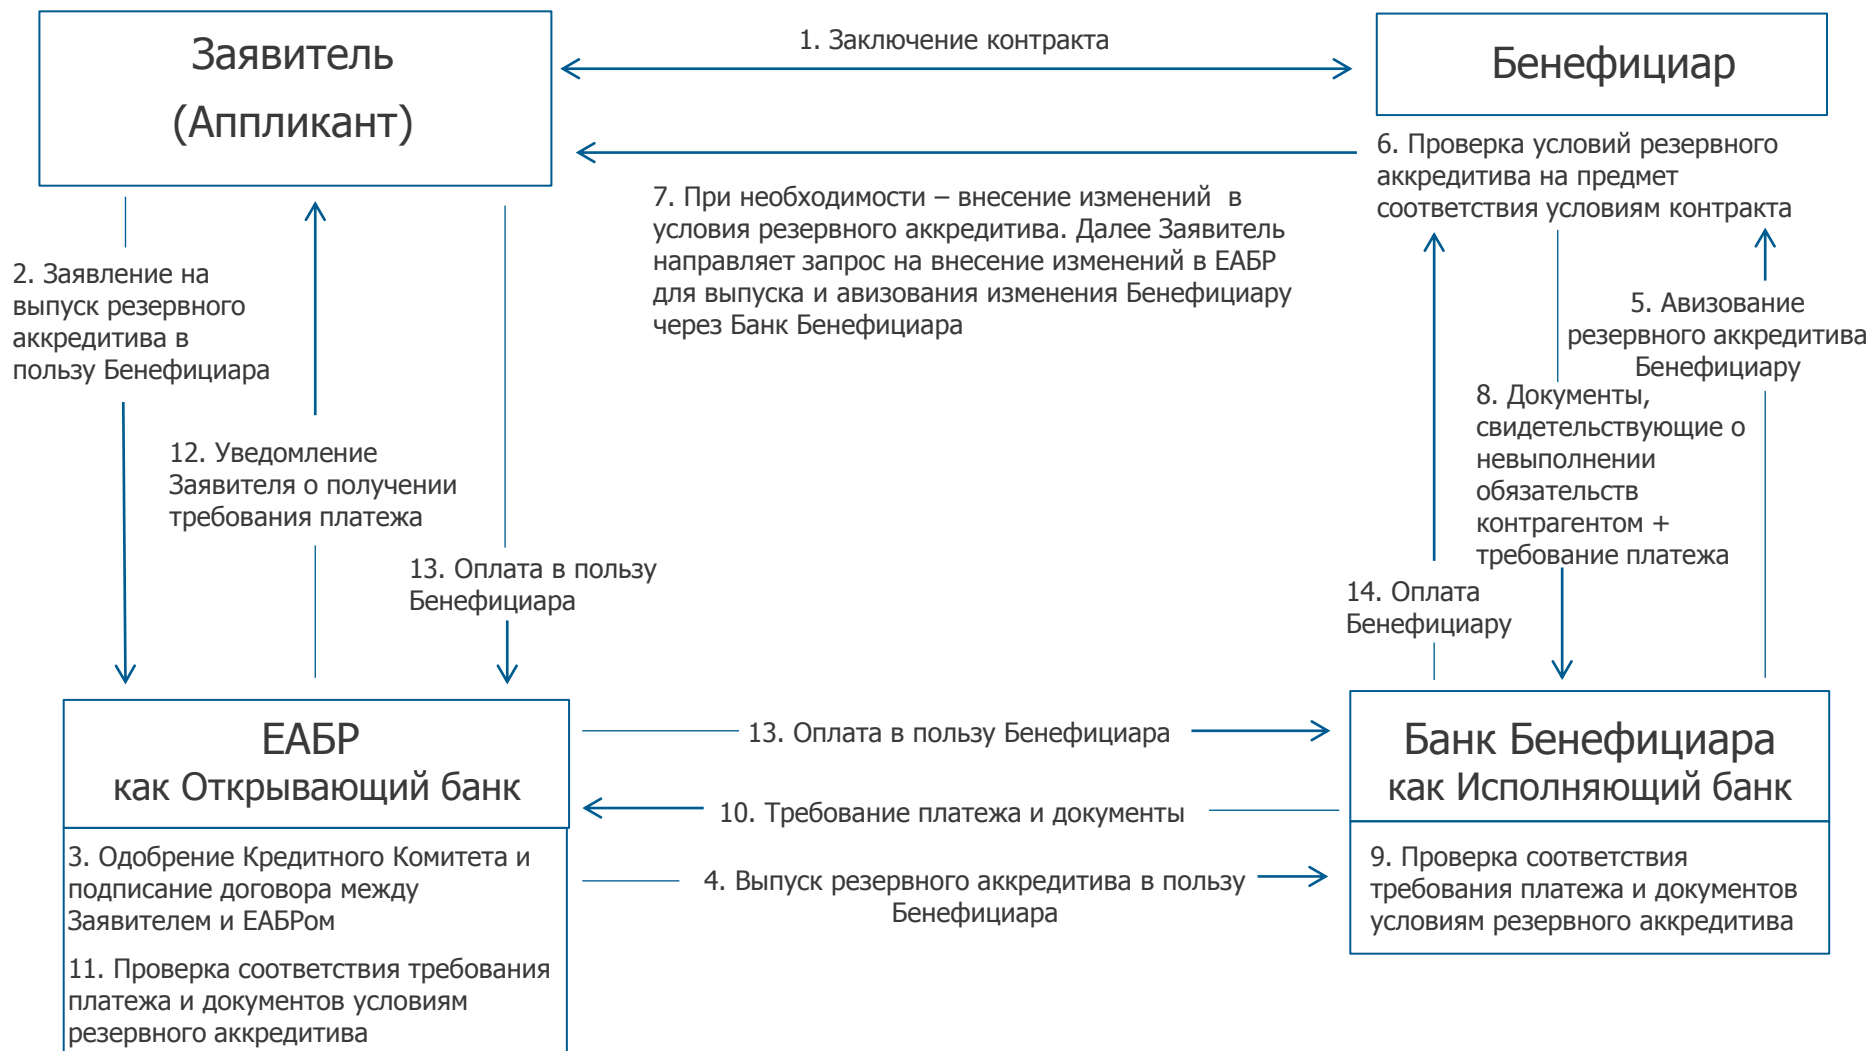 Заявитель
(Аппликант)
1. Заключение контракта
Бенефициар
6. Проверка условий резервного
аккредитива на предмет
соответствия условиям контракта
7. При необходимости – внесение изменений в
условия резервного аккредитива. Далее Заявитель
направляет запрос на внесение изменений в ЕАБР
для выпуска и авизования изменения Бенефициару
через Банк Бенефициара
2. Заявление на
выпуск резервного
аккредитива в
пользу Бенефициара
5. Авизование
резервного аккредитива
Бенефициару
8. Документы,
свидетельствующие о
невыполнении
обязательств
контрагентом +
требование платежа
12. Уведомление
Заявителя о получении
требования платежа
13. Оплата в пользу
Бенефициара
14. Оплата
Бенефициару
ЕАБР
как Открывающий банк
13. Оплата в пользу Бенефициара
Банк Бенефициара
как Исполняющий банк
10. Требование платежа и документы
3. Одобрение Кредитного Комитета и
подписание договора между
Заявителем и ЕАБРом
4. Выпуск резервного аккредитива в пользу
Бенефициара
9. Проверка соответствия
требования платежа и документов
условиям резервного аккредитива
11. Проверка соответствия требования
платежа и документов условиям
резервного аккредитива